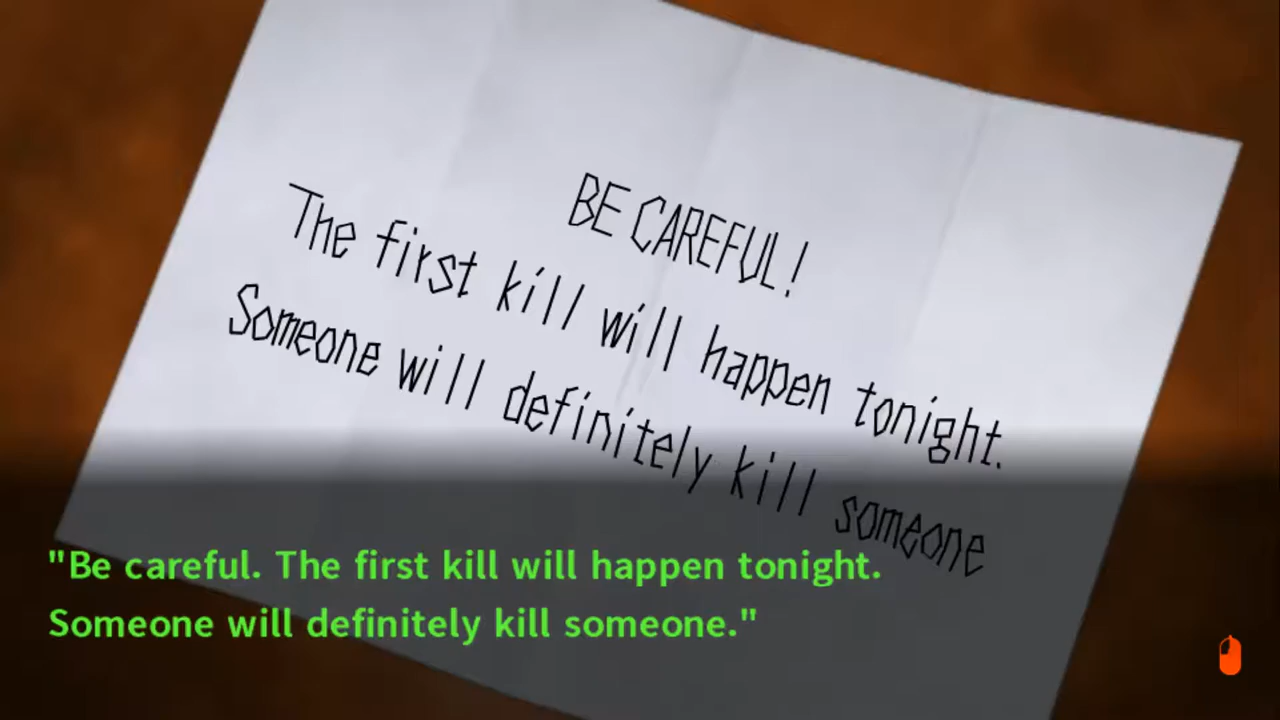 BE CAREFUL!
The first kill will happen tonight.
Someone will definitely kill someone
"Be careful. The first kill will happen tonight.
Someone will definitely kill someone."